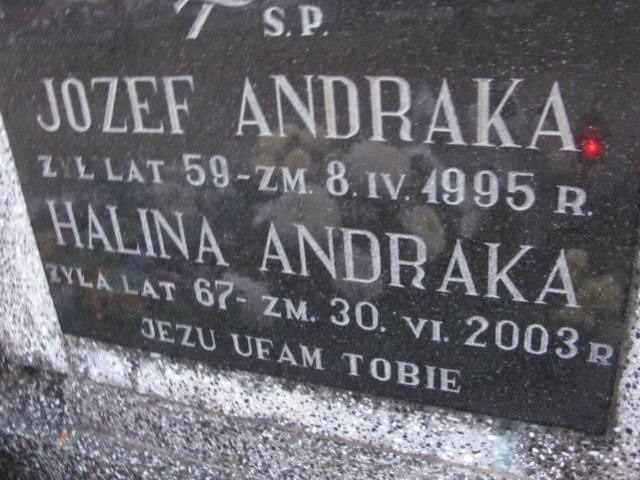 S.P.
JOZEF ANDRAKA
ŻYŁ LAT 59 - ZM. 8. IV. 1995 R.
HALINA ANDRAKA
ŻYŁA LAT 67 - ZM. 30. VI. 2003 R
JEZU UFAM TOBIE